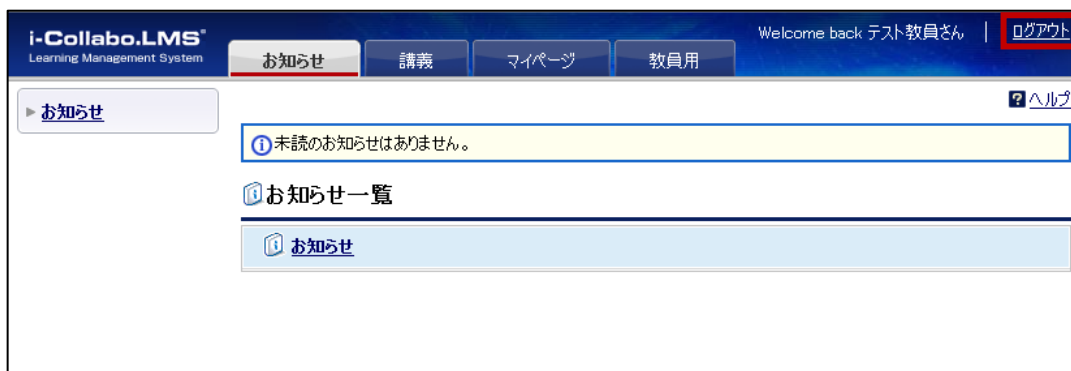 i-Collabo.LMS
Learning Management System
Welcome back テスト教員さん | ログアウト
お知らせ 講義 マイページ 教員用
お知らせ
ヘルプ
未読のお知らせはありません。
お知らせ一覧
お知らせ